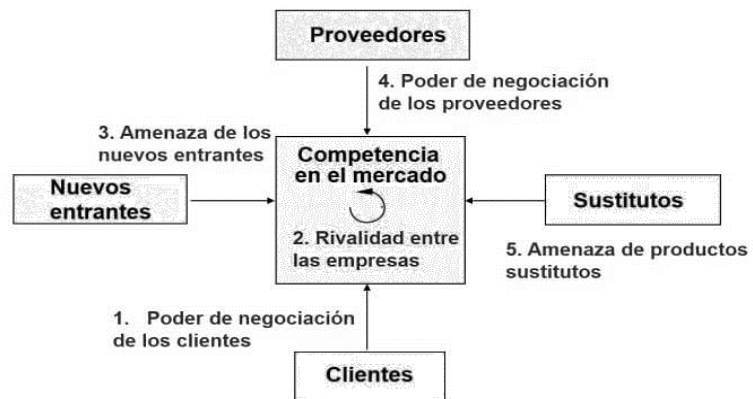 Proveedores
4. Poder de negociación
de los proveedores
3. Amenaza de los
nuevos entrantes
Competencia
en el mercado
Nuevos
entrantes
Sustitutos
2. Rivalidad entre
las empresas
5. Amenaza de productos
sustitutos
1. Poder de negociación
de los clientes
Clientes